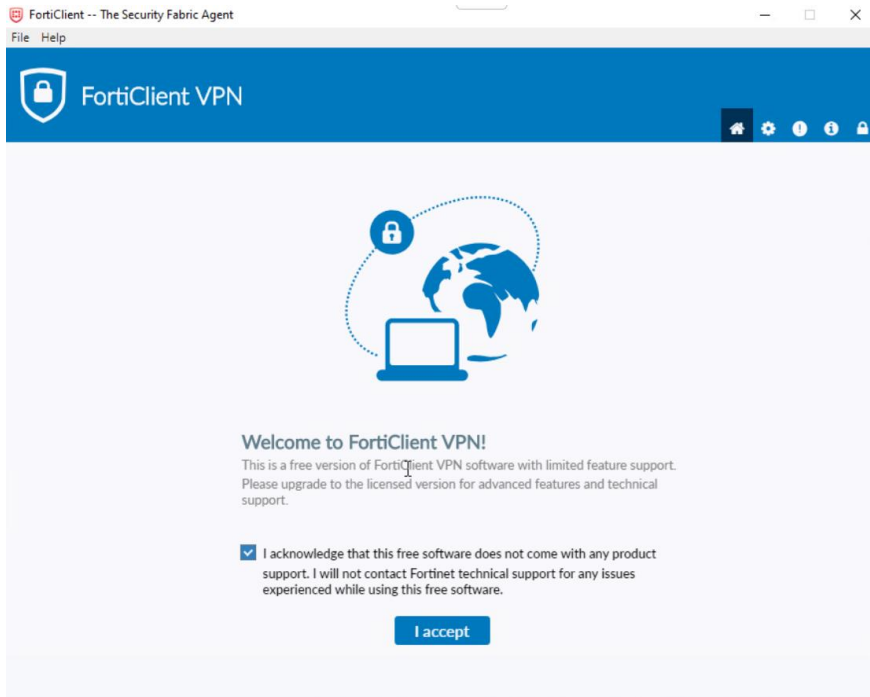 FortiClient -- The Security Fabric Agent
File Help
FortiClient VPN
Welcome to FortiClient VPN!
This is a free version of FortiClient VPN software with limited feature support.
Please upgrade to the licensed version for advanced features and technical
support.
I acknowledge that this free software does not come with any product
support. I will not contact Fortinet technical support for any issues
experienced while using this free software.
I accept